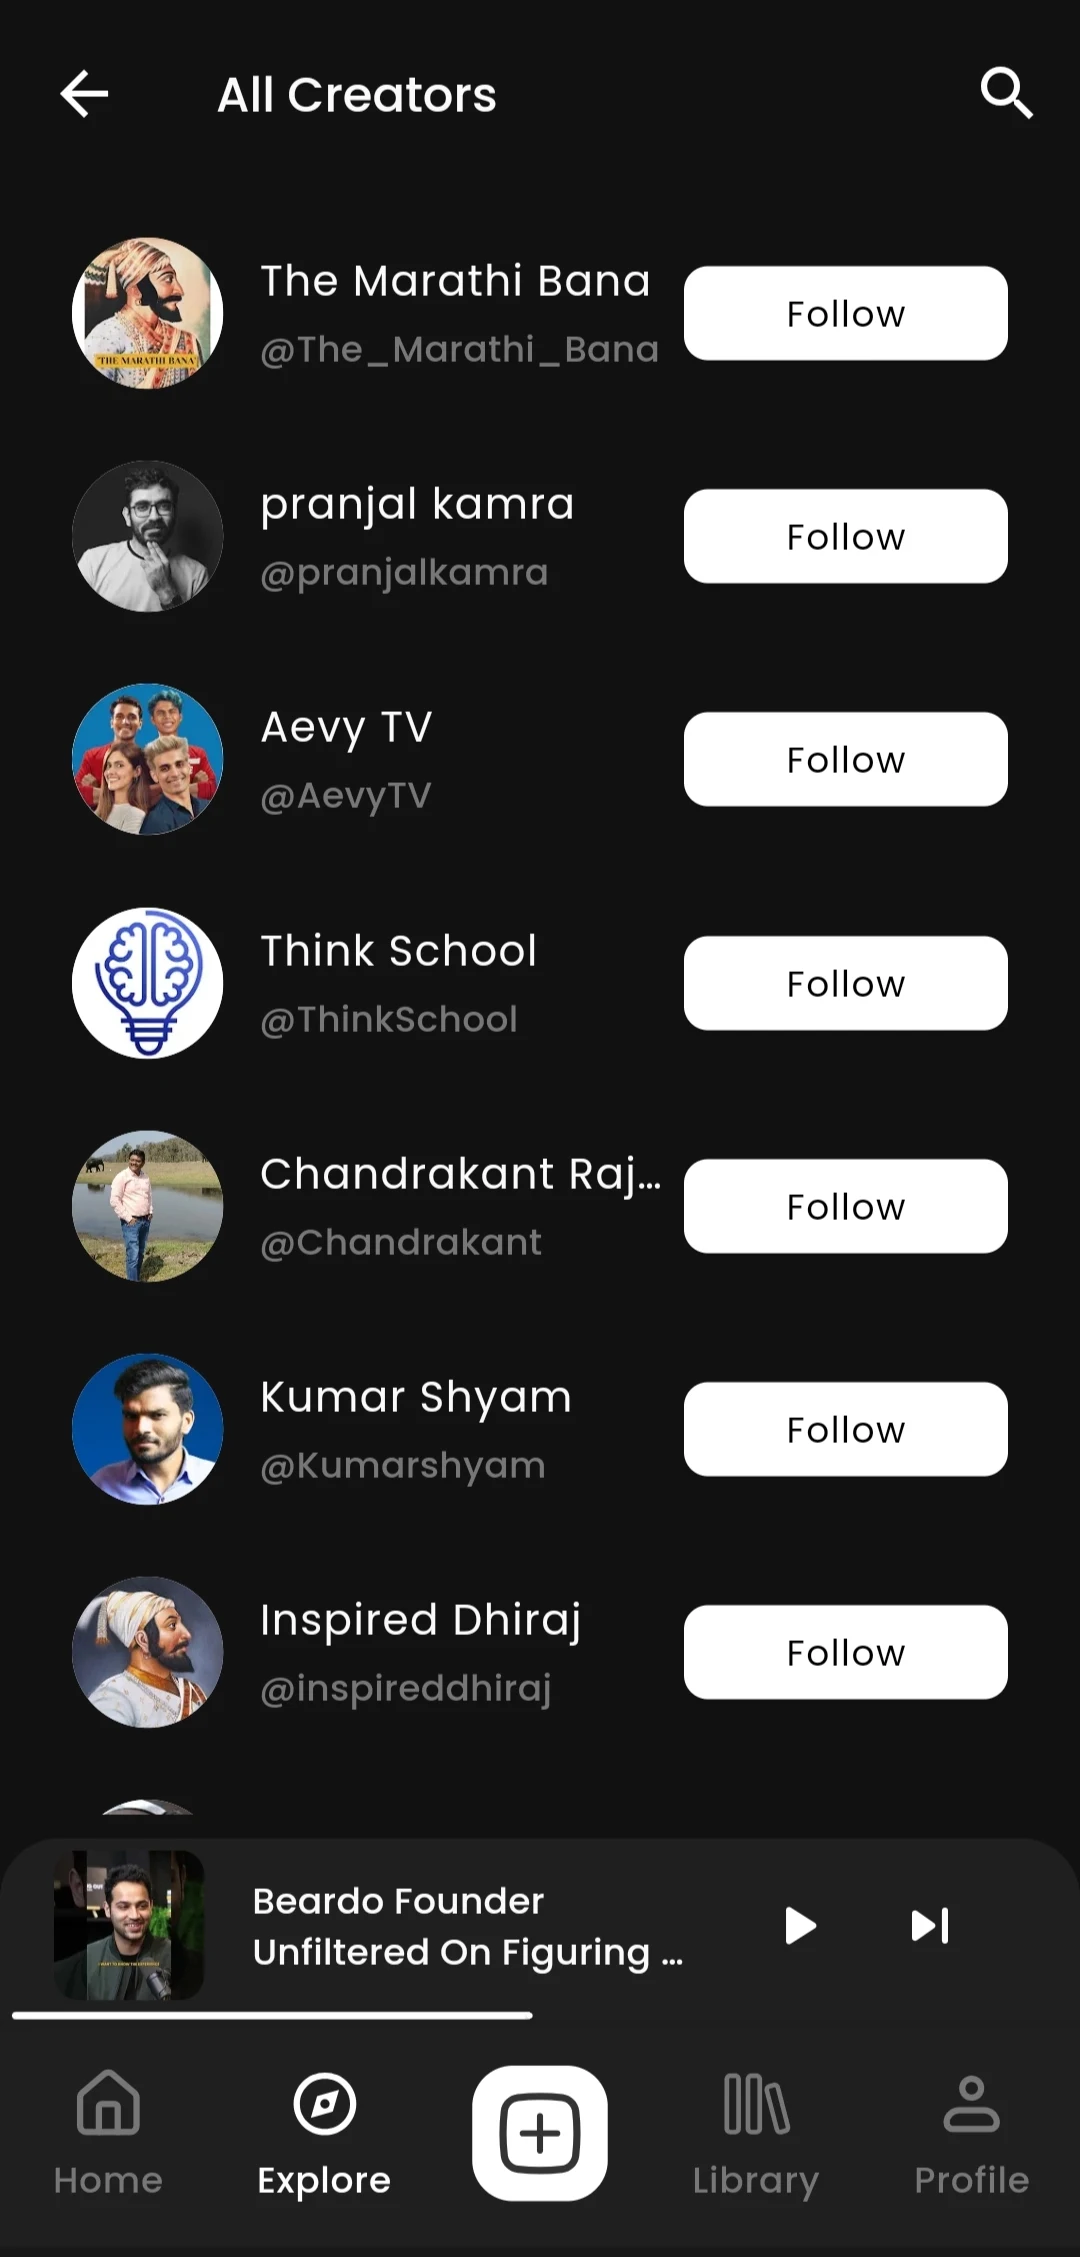 All Creators
The Marathi Bana
@The_Marathi_Bana
Follow
"THE MARATHI BANA"
pranjal kamra
@pranjalkamra
Follow
Aevy TV
@AevyTV
Follow
Think School
@ThinkSchool
Follow
Chandrakant Raj...
@Chandrakant
Follow
Kumar Shyam
@Kumarshyam
Follow
Inspired Dhiraj
@inspireddhiraj
Follow
Beardo Founder
Unfiltered On Figuring ...
Home
Explore
Library
Profile